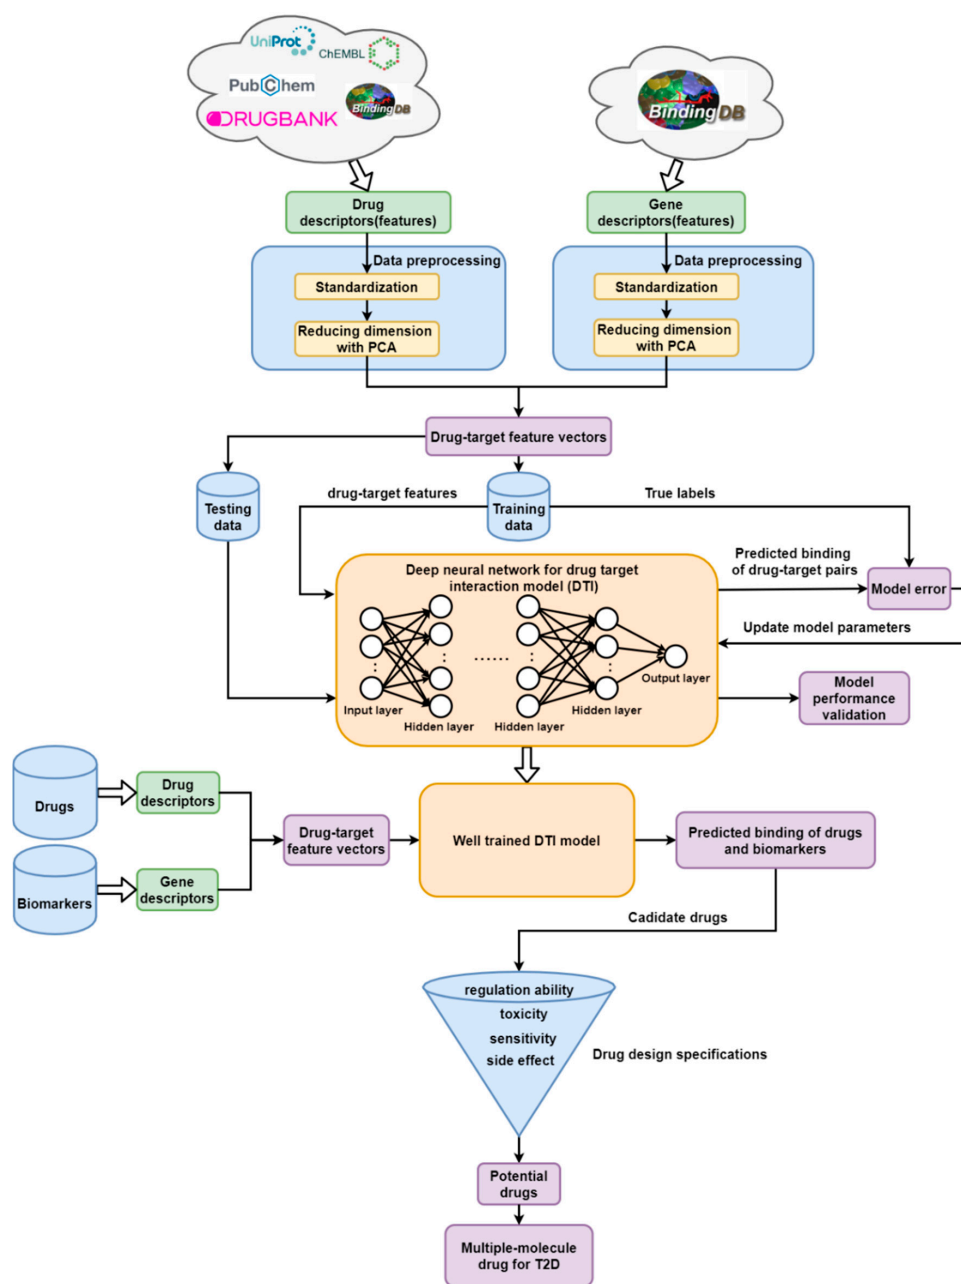 UniProt
ChEMBL
PubChem
DRUGBANK
BindingDB
BindingDB
Drug
descriptors(features)
Gene
descriptors(features)
Data preprocessing
Standardization
Reducing dimension
with PCA
Data preprocessing
Standardization
Reducing dimension
with PCA
Drug-target feature vectors
Testing
data
drug-target features
Training
data
True labels
Deep neural network for drug target
interaction model (DTI)
Input layer
Hidden layer
......
Hidden layer
Hidden layer
Output layer
Predicted binding
of drug-target pairs
Model error
Update model parameters
Model
performance
validation
Drugs
Drug
descriptors
Biomarkers
Gene
descriptors
Drug-target
feature vectors
Well trained DTI model
Predicted binding of drugs
and biomarkers
Cadidate drugs
regulation ability
toxicity
sensitivity
side effect
Drug design specifications
Potential
drugs
Multiple-molecule
drug for T2D